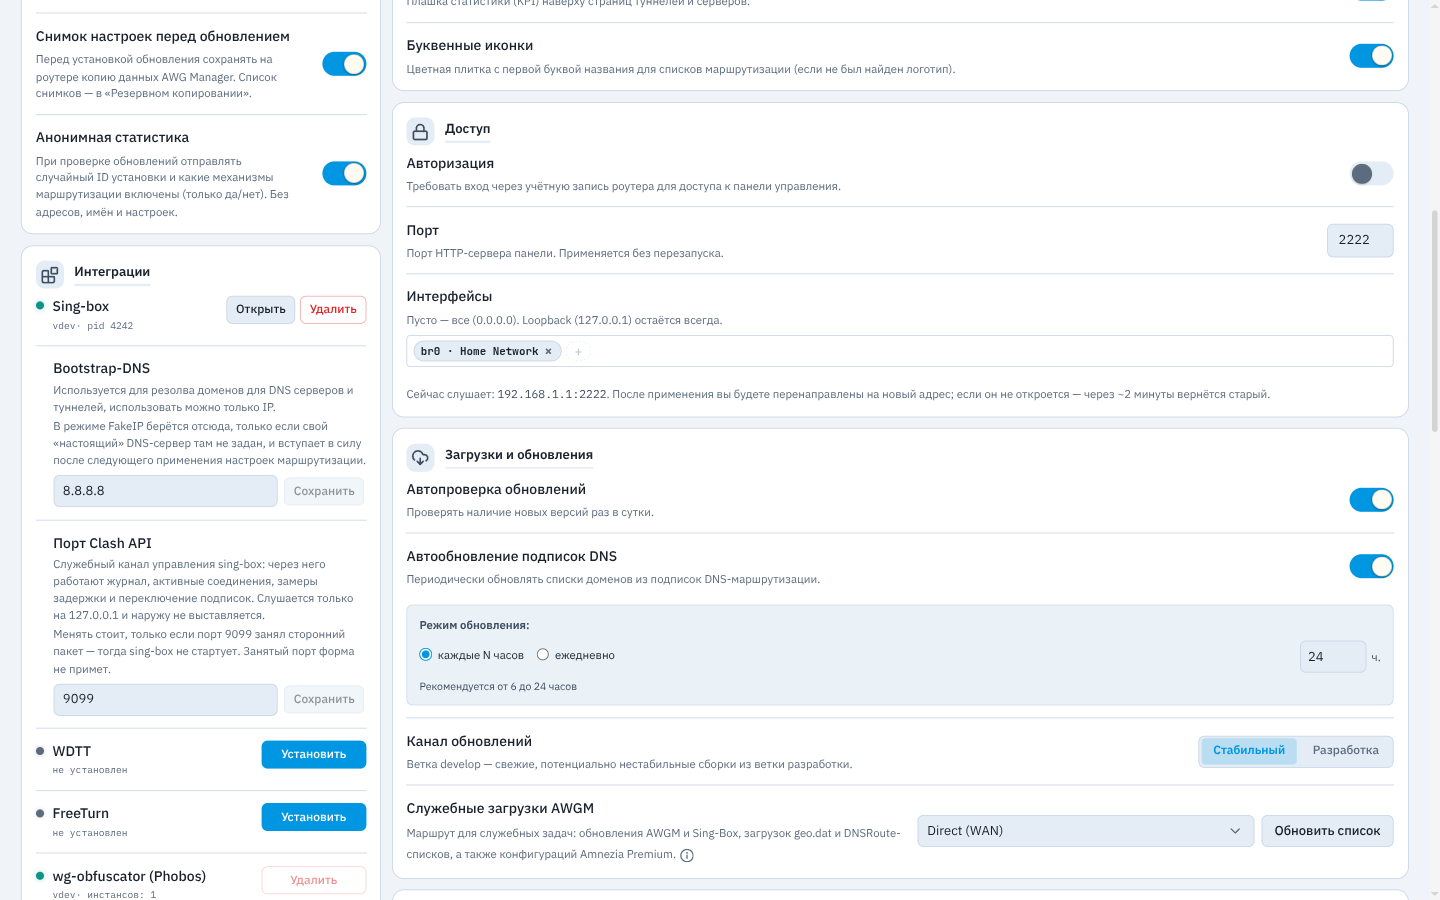 Снимок настроек перед обновлением
Перед установкой обновления сохранять на
роутере копию данных AWG Manager. Список
снимков — в «Резервном копировании».
Анонимная статистика
При проверке обновлений отправлять
случайный ID установки и какие механизмы
маршрутизации включены (только да/нет). Без
адресов, имён и настроек.
Интеграции
Sing-box
vdev· pid 4242
Открыть
Удалить
Bootstrap-DNS
Используется для резолва доменов для DNS серверов и
туннелей, использовать можно только IP.
В режиме FakeIP берётся отсюда, только если свой
«настоящий» DNS-сервер там не задан, и вступает в силу
после следующего применения настроек маршрутизации.
8.8.8.8
Сохранить
Порт Clash API
Служебный канал управления sing-box: через него
работают журнал, активные соединения, замеры
задержки и переключение подписок. Слушается только
на 127.0.0.1 и наружу не выставляется.
Менять стоит, только если порт 9099 занял сторонний
пакет — тогда sing-box не стартует. Занятый порт форма
не примет.
9099
Сохранить
WDTT
не установлен
Установить
FreeTurn
не установлен
Установить
wg-obfuscator (Phobos)
vdev· инстансов: 1
Удалить
Плашка статистики (KPI) наверху страниц туннелей и серверов.
Буквенные иконки
Цветная плитка с первой буквой названия для списков маршрутизации (если не был найден логотип).
Доступ
Авторизация
Требовать вход через учётную запись роутера для доступа к панели управления.
Порт
Порт HTTP-сервера панели. Применяется без перезапуска.
2222
Интерфейсы
Пусто — все (0.0.0.0). Loopback (127.0.0.1) остаётся всегда.
br0 · Home Network ×
+
Сейчас слушает: 192.168.1.1:2222. После применения вы будете перенаправлены на новый адрес; если он не откроется — через ~2 минуты вернётся старый.
Загрузки и обновления
Автопроверка обновлений
Проверять наличие новых версий раз в сутки.
Автообновление подписок DNS
Периодически обновлять списки доменов из подписок DNS-маршрутизации.
Режим обновления:
каждые N часов
ежедневно
24
ч.
Рекомендуется от 6 до 24 часов
Канал обновлений
Ветка develop — свежие, потенциально нестабильные сборки из ветки разработки.
Стабильный
Разработка
Служебные загрузки AWGM
Маршрут для служебных задач: обновления AWGM и Sing-Box, загрузок geo.dat и DNSRoute-
списков, а также конфигураций Amnezia Premium.
Direct (WAN)
Обновить список